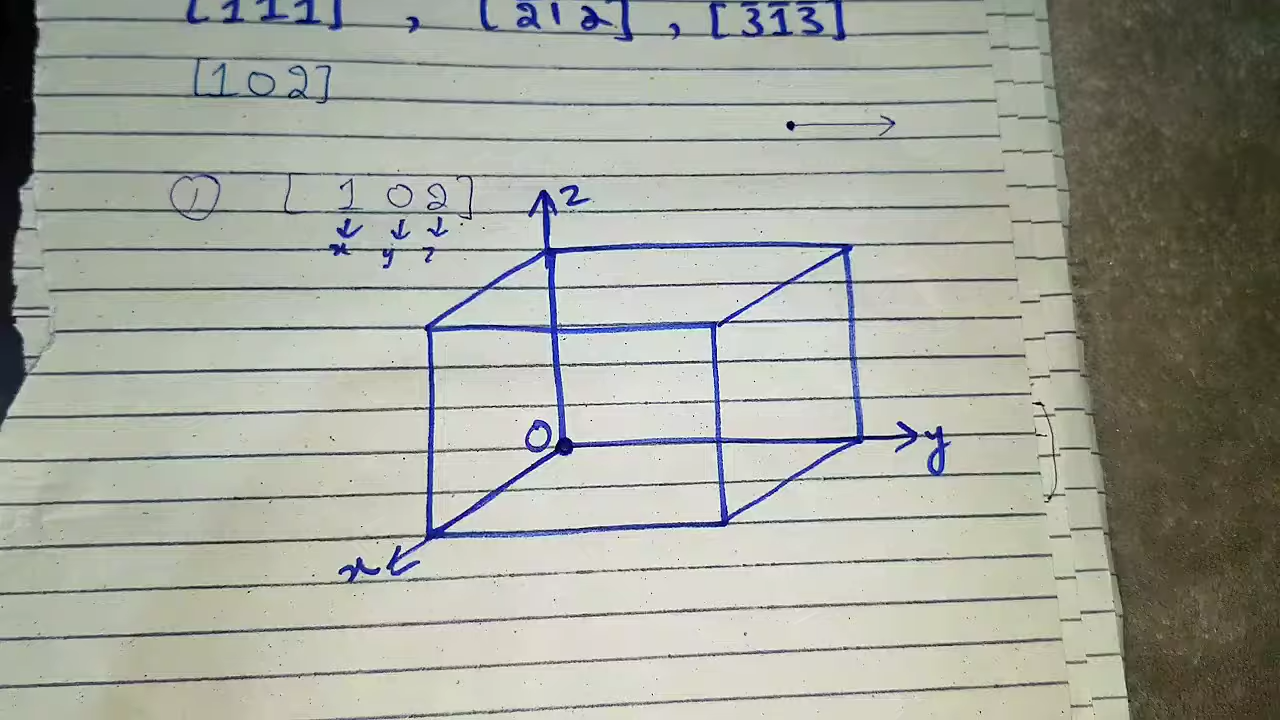 [111] , [212] , [313]
[102]
① [ 1 0 2 ] z
x y z
O y
x